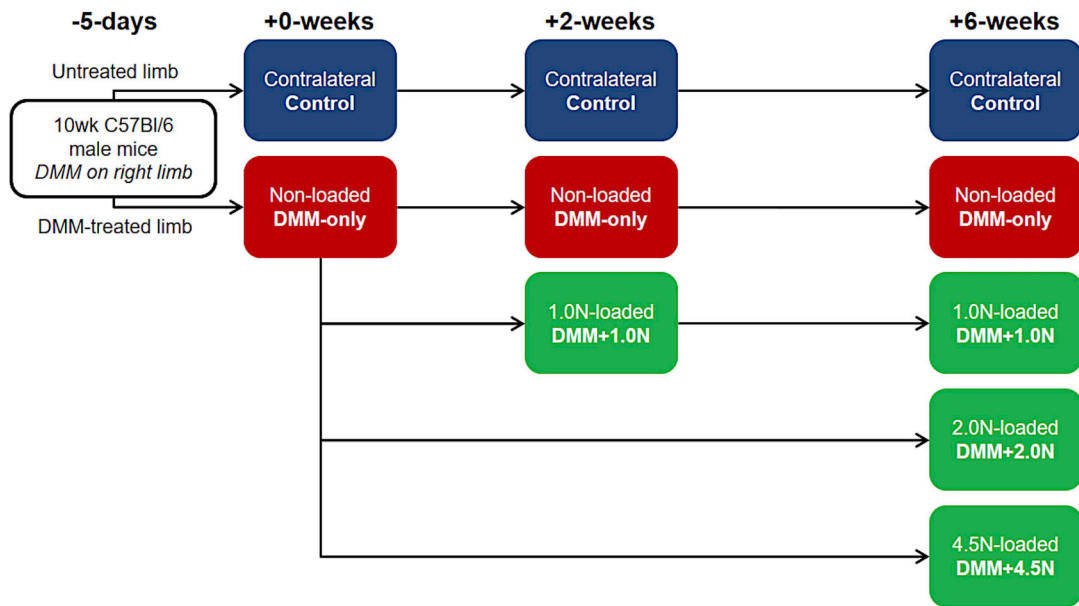 -5-days
+0-weeks
+2-weeks
+6-weeks
Untreated limb
10wk C57Bl/6
male mice
DMM on right limb
DMM-treated limb
Contralateral
Control
Contralateral
Control
Contralateral
Control
Non-loaded
DMM-only
Non-loaded
DMM-only
Non-loaded
DMM-only
1.0N-loaded
DMM+1.0N
1.0N-loaded
DMM+1.0N
2.0N-loaded
DMM+2.0N
4.5N-loaded
DMM+4.5N